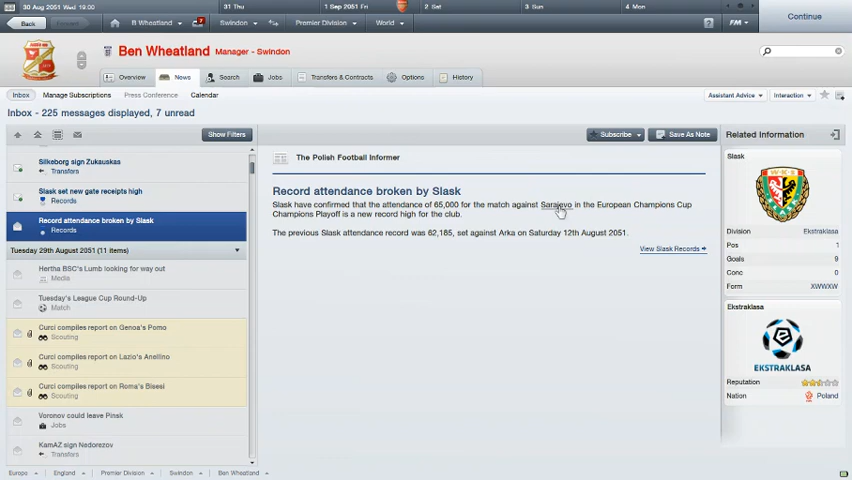 30 Aug 2051 Wed 19.00
31 Thu
1 Sep 2051 Fri
2 Sat
3 Sun
4 Mon
Back
Forward
B Wheatland
7
Swindon
Premier Division
World
?
FM
Continue
Ben Wheatland
Manager - Swindon
Overview
News
Search
Jobs
Transfers & Contracts
Options
History
Inbox
Manage Subscriptions
Press Conference
Calendar
Assistant Advice
Interaction
Inbox - 225 messages displayed, 7 unread
Show Filters
Subscribe
Save As Note
Related Information
Silkeborg sign Zukauskas
Transfers
Slask set new gate receipts high
Records
Record attendance broken by Slask
Records
Tuesday 29th August 2051 (11 items)
Hertha BSC's Lumb looking for way out
Media
Tuesday's League Cup Round-Up
Match
Curci compiles report on Genoa's Pomo
Scouting
Curci compiles report on Lazio's Anellino
Scouting
Curci compiles report on Roma's Bisesi
Scouting
Voronov could leave Pinsk
Jobs
KamAZ sign Nedorezov
Transfers
The Polish Football Informer
Record attendance broken by Slask
Slask have confirmed that the attendance of 65,000 for the match against Sarajevo in the European Champions Cup
Champions Playoff is a new record high for the club.
The previous Slask attendance record was 62,185, set against Arka on Saturday 12th August 2051.
View Slask Records
Slask
Division Ekstraklasa
Pos 1
Goals 9
Conc 0
Form XWWXW
Ekstraklasa
EKSTRAKLASA
Reputation
Nation Poland
Europe
England
Premier Division
Swindon
Ben Wheatland